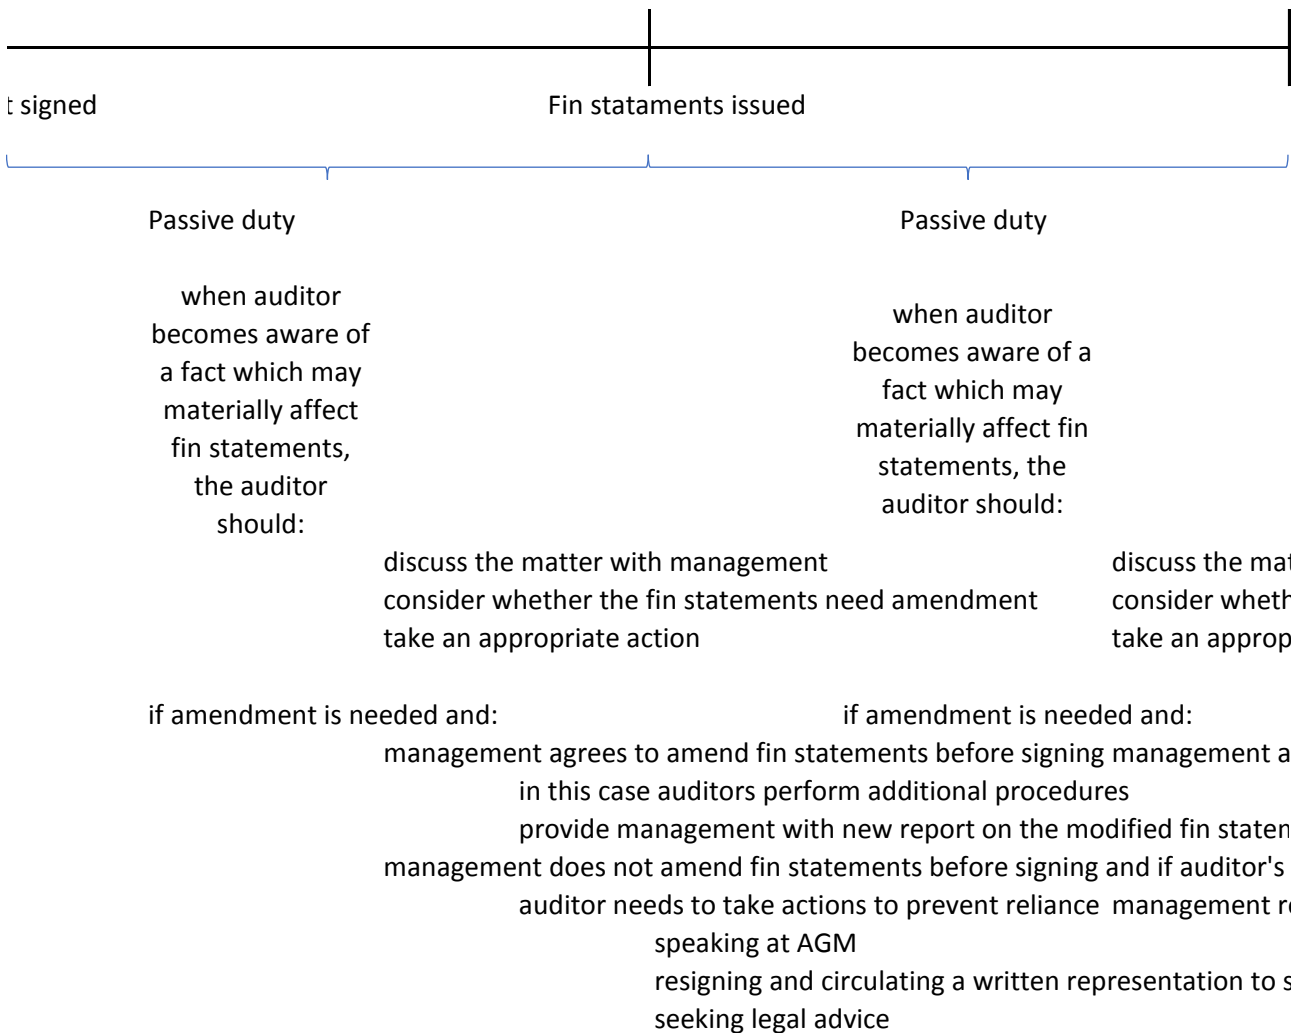 t signed
Fin stataments issued
Passive duty
Passive duty
when auditor
becomes aware of
a fact which may
materially affect
fin statements,
the auditor
should:
when auditor
becomes aware of a
fact which may
materially affect fin
statements, the
auditor should:
discuss the matter with management
consider whether the fin statements need amendment
take an appropriate action
discuss the mat
consider wheth
take an approp
if amendment is needed and:
if amendment is needed and:
management agrees to amend fin statements before signing management a
in this case auditors perform additional procedures
provide management with new report on the modified fin statem
management does not amend fin statements before signing and if auditor's
auditor needs to take actions to prevent reliance management re
speaking at AGM
resigning and circulating a written representation to s
seeking legal advice